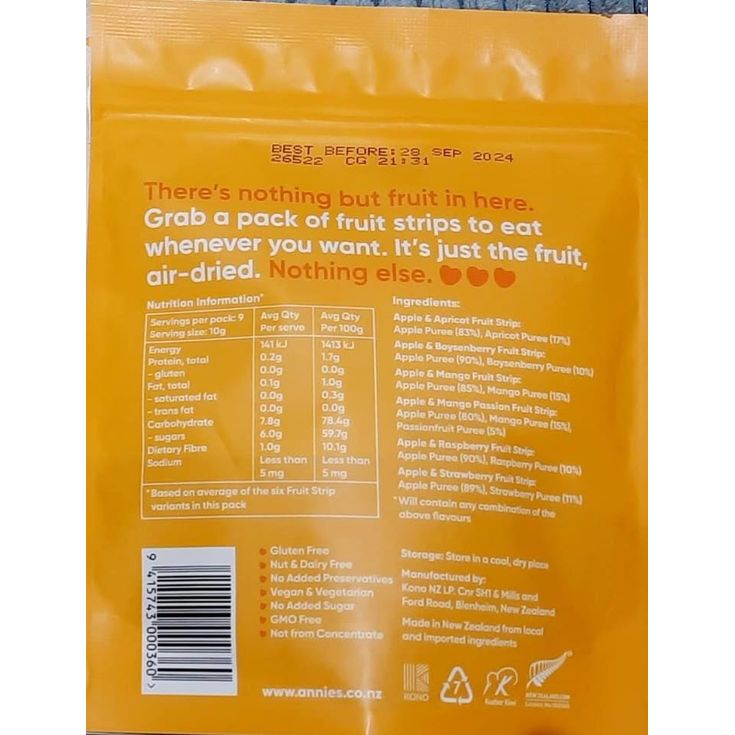 BEST BEFORE: 28 SEP 2024
26522 CG 21:31
There's nothing but fruit in here.
Grab a pack of fruit strips to eat
whenever you want. It's just the fruit,
air-dried. Nothing else.
Nutrition Information*
Servings per pack: 9
Serving size: 10g
Avg Qty Per serve
Avg Qty Per 100g
Energy 141 kJ 1413 kJ
Protein, total 0.2g 1.7g
- gluten 0.0g 0.0g
Fat, total 0.1g 1.0g
- saturated fat 0.0g 0.3g
- trans fat 0.0g 0.0g
Carbohydrate 7.8g 78.4g
- sugars 6.0g 59.7g
Dietary Fibre 1.0g 10.1g
Sodium Less than 5 mg Less than 5 mg
*Based on average of the six Fruit Strip
variants in this pack
Ingredients:
Apple & Apricot Fruit Strip:
Apple Puree (83%), Apricot Puree (17%)
Apple & Boysenberry Fruit Strip:
Apple Puree (90%), Boysenberry Puree (10%)
Apple & Mango Fruit Strip:
Apple Puree (85%), Mango Puree (15%)
Apple & Mango Passion Fruit Strip:
Apple Puree (80%), Mango Puree (15%),
Passionfruit Puree (5%)
Apple & Raspberry Fruit Strip:
Apple Puree (90%), Raspberry Puree (10%)
Apple & Strawberry Fruit Strip:
Apple Puree (89%), Strawberry Puree (11%)
*Will contain any combination of the
above flavours
9 415743 000360 >
Gluten Free
Nut & Dairy Free
No Added Preservatives
Vegan & Vegetarian
No Added Sugar
GMO Free
Not from Concentrate
www.annies.co.nz
Storage: Store in a cool, dry place
Manufactured by:
Kono NZ LP. Cnr SH1 & Mills and
Ford Road, Blenheim, New Zealand
Made in New Zealand from local
and imported ingredients
KONO
7
K
Kosher Kiwi
NEWZEALAND.COM